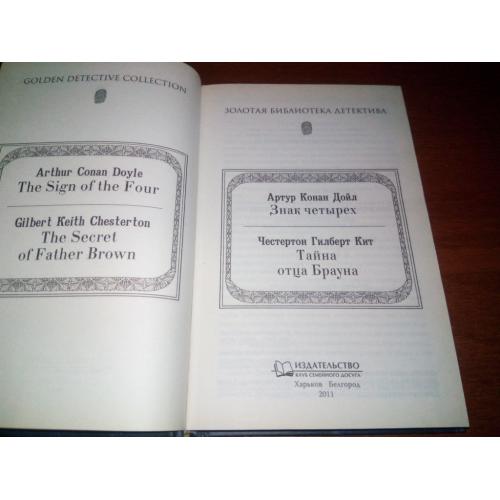 GOLDEN DETECTIVE COLLECTION
Arthur Conan Doyle
The Sign of the Four
Gilbert Keith Chesterton
The Secret
of Father Brown
ЗОЛОТАЯ БИБЛИОТЕКА ДЕТЕКТИВА
Артур Конан Дойл
Знак четырех
Честертон Гилберт Кит
Тайна
отца Брауна
ИЗДАТЕЛЬСТВО
КЛУБ СЕМЕЙНОГО ДОСУГА
Харьков Белгород
2011